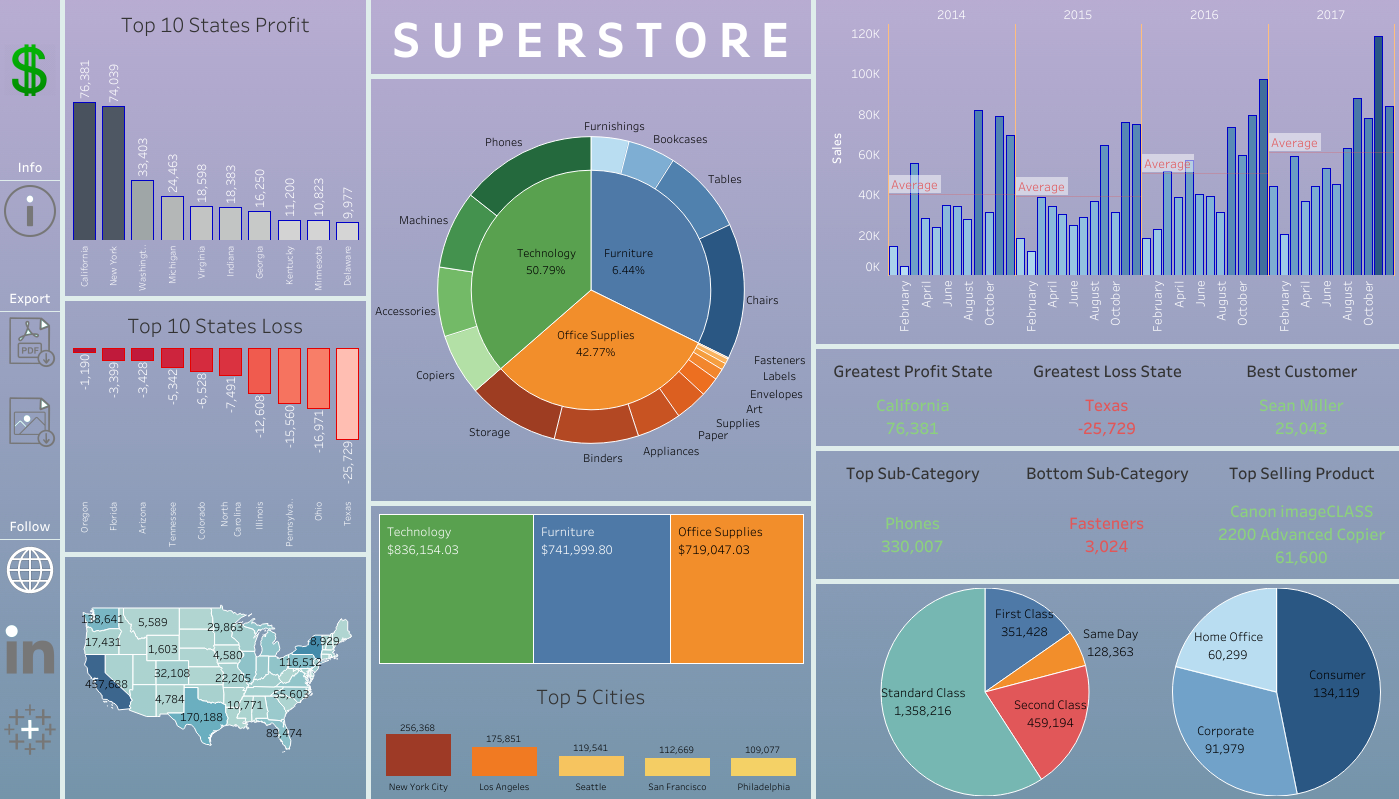 Info
Export
PDF
Follow
in
Top 10 States Profit
76,381
74,039
33,403
24,463
18,598
18,383
16,250
11,200
10,823
9,977
California
New York
Washingt..
Michigan
Virginia
Indiana
Georgia
Kentucky
Minnesota
Delaware
Top 10 States Loss
-1,190
-3,399
-3,428
-5,342
-6,528
-7,491
-12,608
-15,560
-16,971
-25,729
Oregon
Florida
Arizona
Tennessee
Colorado
North
Carolina
Illinois
Pennsylva..
Ohio
Texas
138,641
5,589
29,863
8,929
17,431
1,603
4,580
116,512
457,688
32,108
22,205
55,603
4,784
10,771
170,188
89,474
SUPERSTORE
Furnishings
Phones
Bookcases
Tables
Machines
Technology
50.79%
Furniture
6.44%
Chairs
Accessories
Office Supplies
42.77%
Fasteners
Copiers
Labels
Envelopes
Art
Supplies
Storage
Paper
Appliances
Binders
Technology
$836,154.03
Furniture
$741,999.80
Office Supplies
$719,047.03
Top 5 Cities
256,368
175,851
119,541
112,669
109,077
New York City
Los Angeles
Seattle
San Francisco
Philadelphia
2014
2015
2016
2017
120K
100K
80K
60K
40K
20K
0K
Sales
Average
Average
Average
Average
February
April
June
August
October
February
April
June
August
October
February
April
June
August
October
February
April
June
August
October
Greatest Profit State
California
76,381
Greatest Loss State
Texas
-25,729
Best Customer
Sean Miller
25,043
Top Sub-Category
Phones
330,007
Bottom Sub-Category
Fasteners
3,024
Top Selling Product
Canon imageCLASS
2200 Advanced Copier
61,600
First Class
351,428
Same Day
128,363
Standard Class
1,358,216
Second Class
459,194
Home Office
60,299
Consumer
134,119
Corporate
91,979